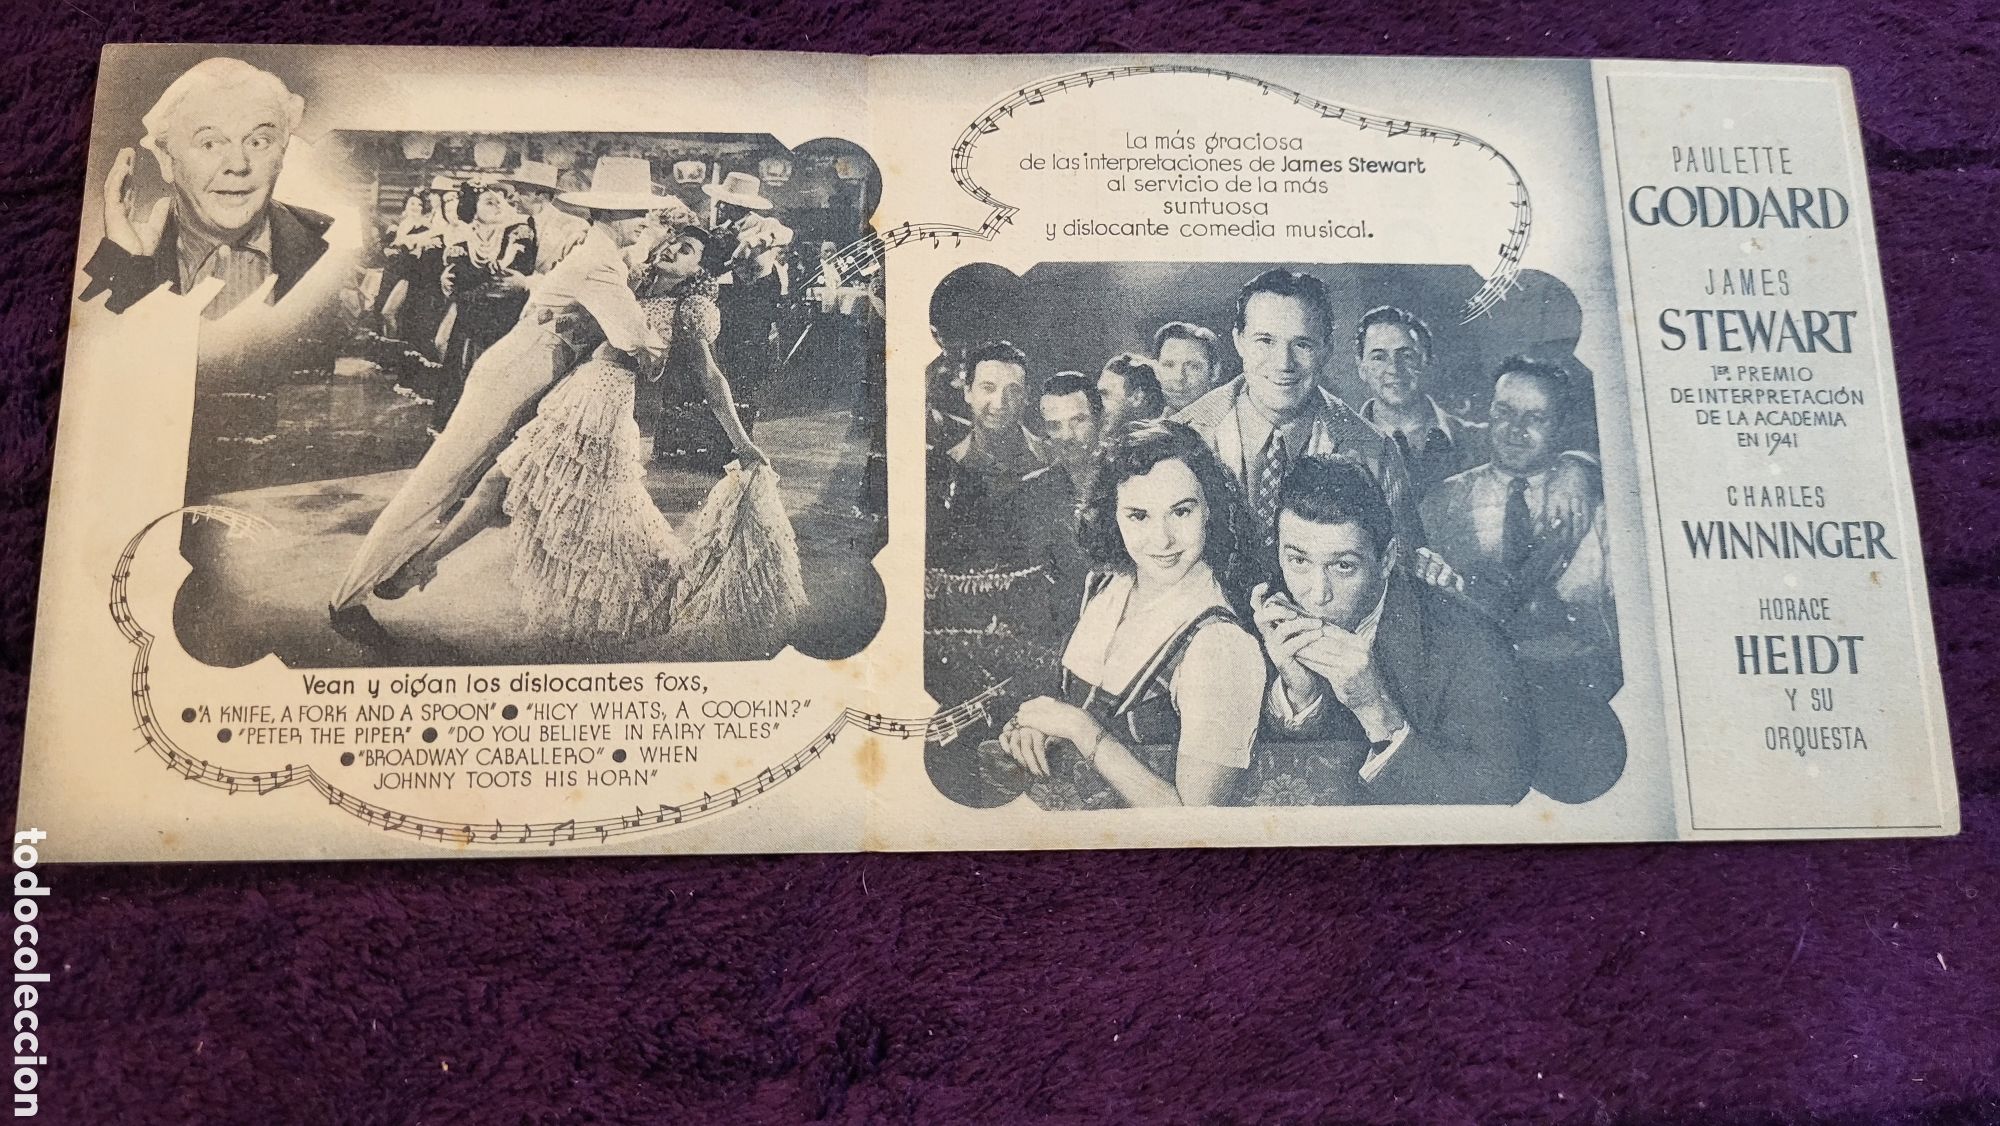 La más graciosa
de las interpretaciones de James Stewart
al servicio de la más
suntuosa
y dislocante comedia musical.
Vean y oigan los dislocantes foxs,
● "A KNIFE, A FORK AND A SPOON" ● "HICY WHATS, A COOKIN?"
● "PETER THE PIPER" ● "DO YOU BELIEVE IN FAIRY TALES"
● "BROADWAY CABALLERO" ● WHEN
JOHNNY TOOTS HIS HORN"
PAULETTE
GODDARD
JAMES
STEWART
1ER. PREMIO
DE INTERPRETACIÓN
DE LA ACADEMIA
EN 1941
CHARLES
WINNINGER
HORACE
HEIDT
Y SU
ORQUESTA
todocoleccion